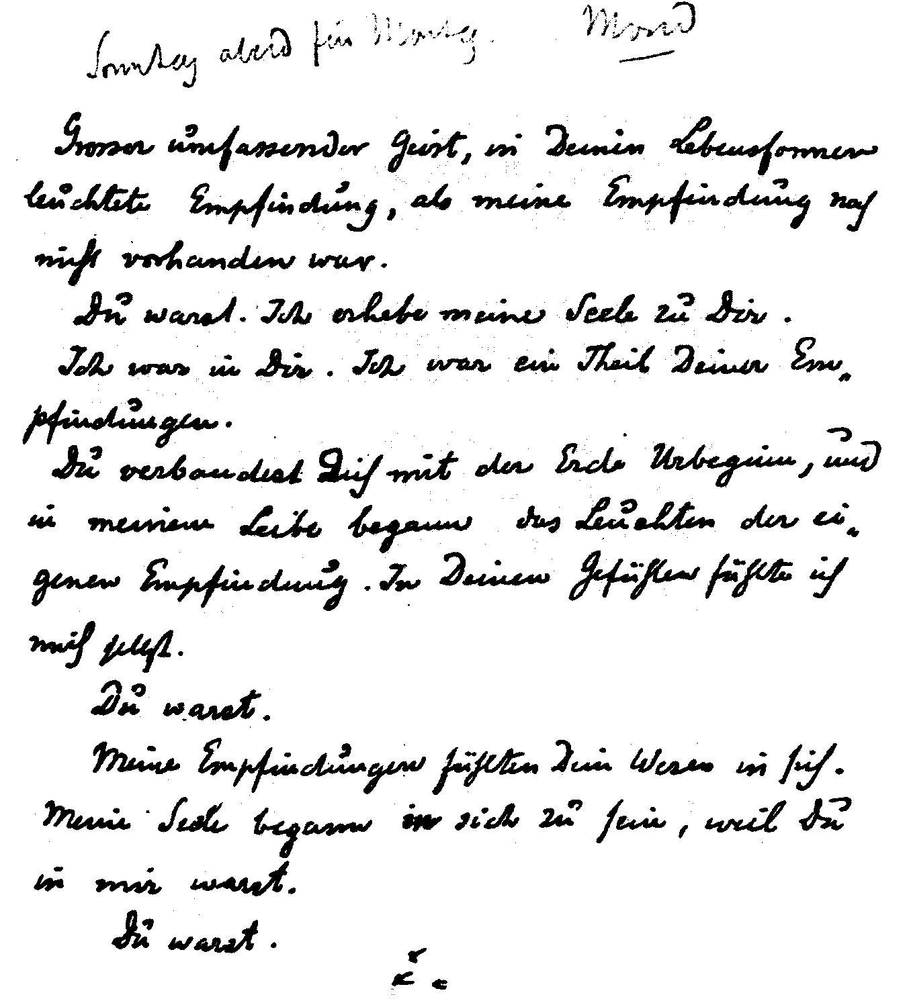 Sonntag abend für Montag. Mond
Grosser umfassender Geist, in Deinen Lebensformen
leuchtete Empfindung, als meine Empfindung noch
nicht vorhanden war.
Du warst. Ich erhebe meine Seele zu Dir.
Ich war in Dir. Ich war ein Theil Deiner Em-
pfindungen.
Du verbandest Dich mit der Erde Urbeginn, und
in meinem Leibe begann das Leuchten der ei-
genen Empfindung. In Deinen Gefühlen fühlte ich
mich selbst.
Du warst.
Meine Empfindungen fühlten Dein Wesen in sich.
Meine Seele begann in sich zu sein, weil Du
in mir warst.
Du warst.